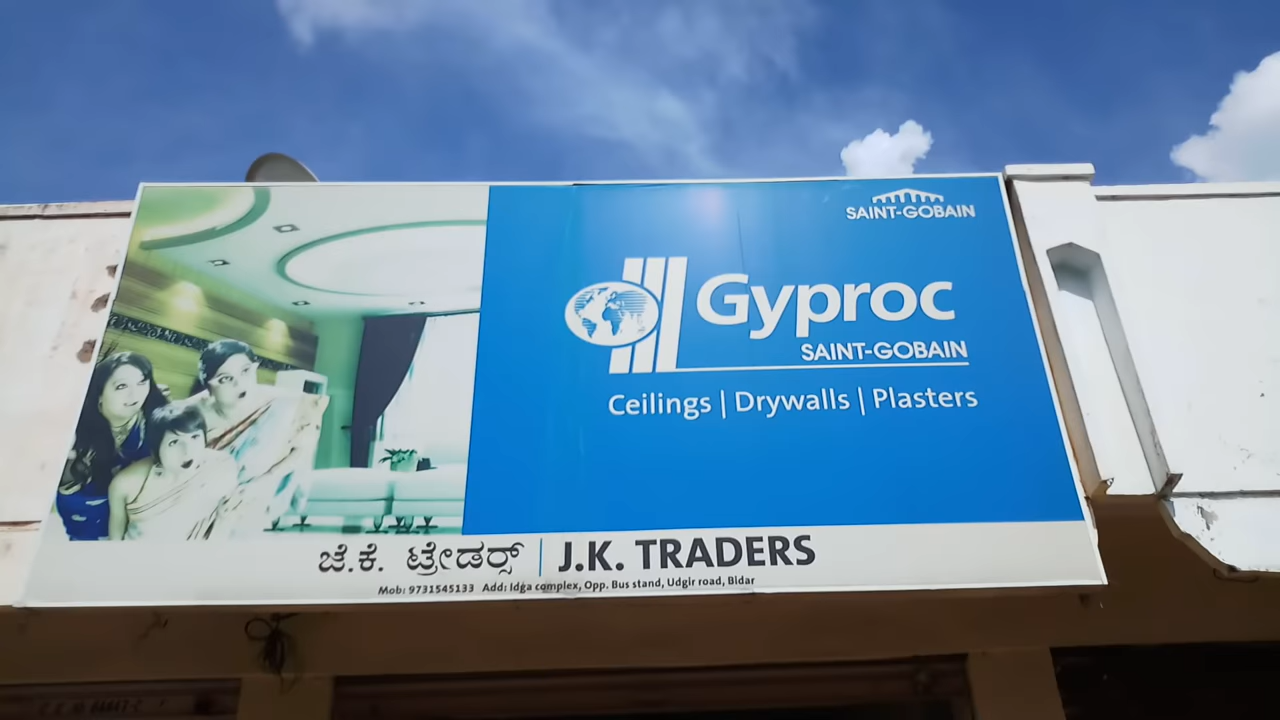 SAINT-GOBAIN
Gyproc
SAINT-GOBAIN
Ceilings | Drywalls | Plasters
ಜೆ.ಕೆ. ಟ್ರೇಡರ್ಸ್ | J.K. TRADERS
Mob: 9731545133 Add: Idga complex, Opp. Bus stand, Udgir road, Bidar